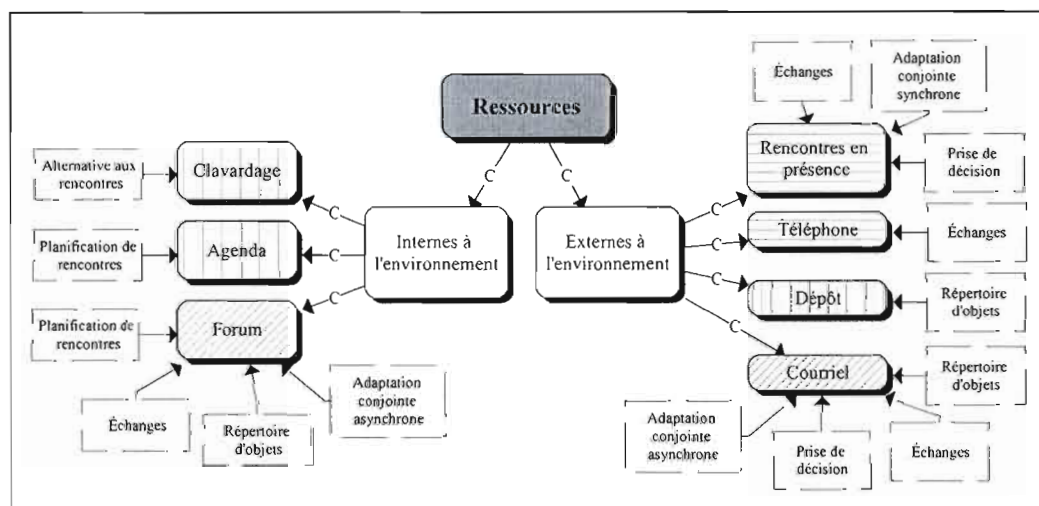 Ressources
C
C
Internes à
l'environnement
Externes à
l'environnement
C
C
C
Alternative aux
rencontres
Clavardage
Planification de
rencontres
Agenda
Planification de
rencontres
Forum
Échanges
Répertoire
d'objets
Adaptation
conjointe
asynchrone
C
C
C
C
Échanges
Adaptation
conjointe
synchrone
Rencontres en
présence
Prise de
décision
Téléphone
Échanges
Dépôt
Répertoire
d'objets
Courriel
Répertoire
d'objets
Adaptation
conjointe
asynchrone
Prise de
décision
Échanges